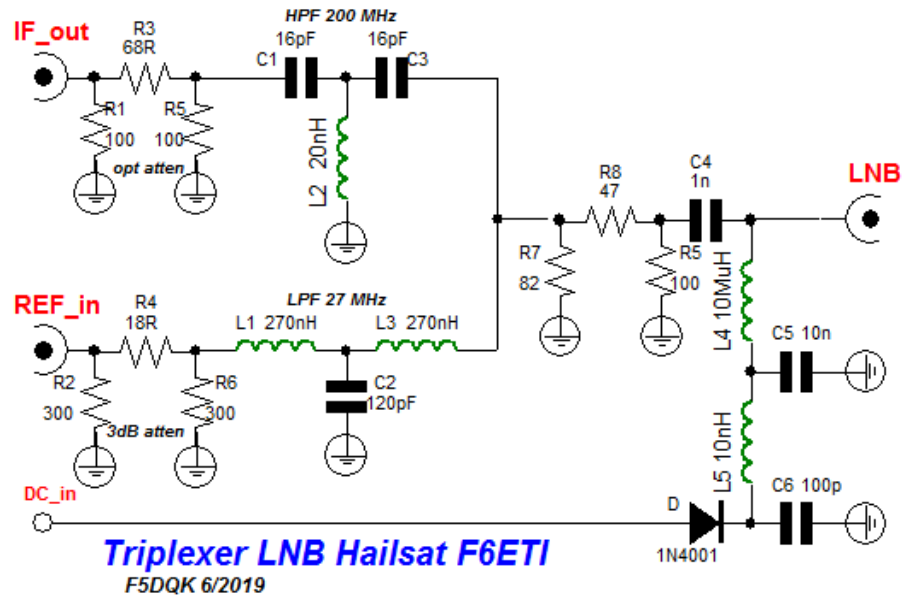 HPF 200 MHz
IF_out
R3
68R
16pF
C1
16pF
C3
R1
100
R5
100
opt atten
L2 20nH
R8
47
C4
1n
LNB
R7
82
R5
100
L4 10MuH
REF_in
R4
18R
LPF 27 MHz
L1 270nH
L3 270nH
C5 10n
R2
300
R6
300
C2
120pF
3dB atten
L5 10nH
C6 100p
DC_in
D
1N4001
Triplexer LNB Hailsat F6ETI
F5DQK 6/2019